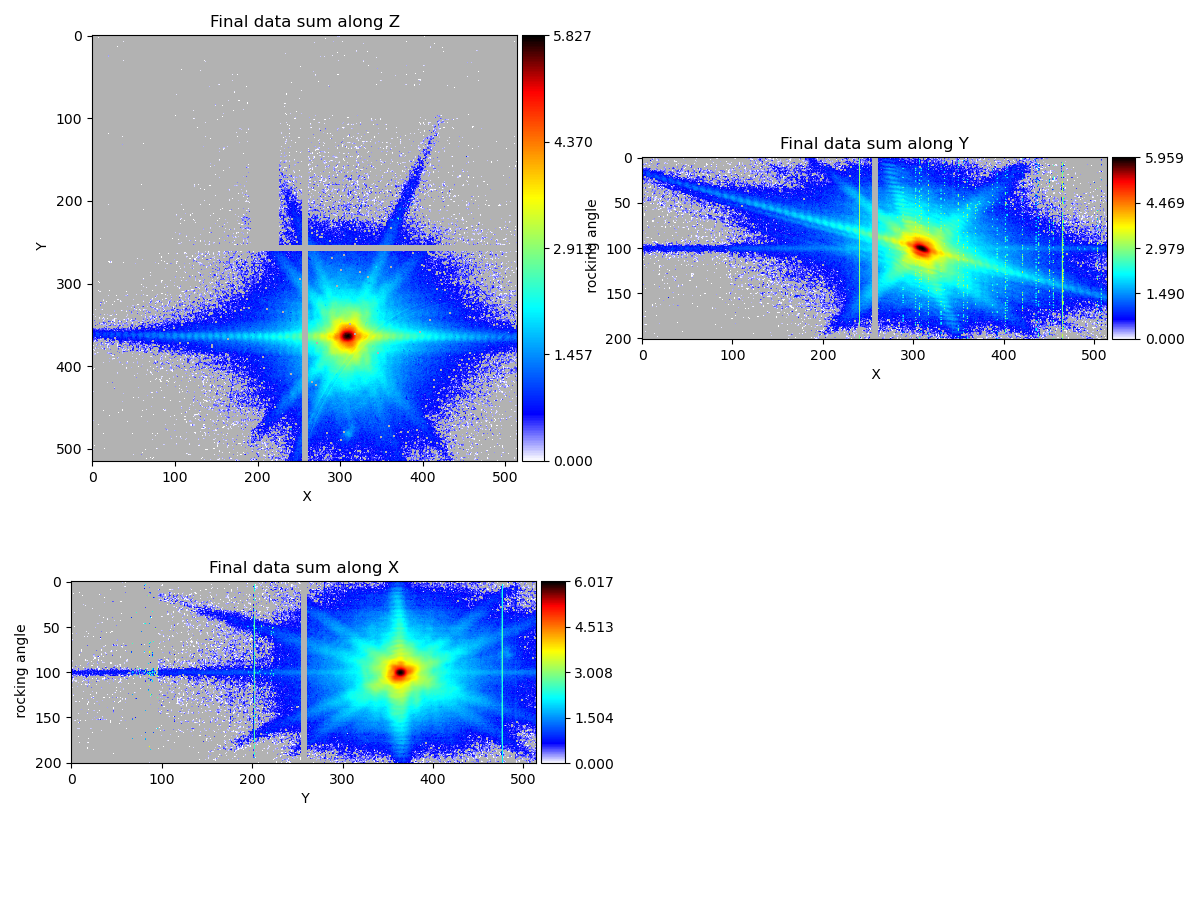 Final data sum along Z
0
100
200
300
400
500
Y
0 100 200 300 400 500
X
5.827
4.370
2.913
1.457
0.000
Final data sum along Y
0
50
100
150
200
rocking angle
0 100 200 300 400 500
X
5.959
4.469
2.979
1.490
0.000
Final data sum along X
0
50
100
150
200
rocking angle
0 100 200 300 400 500
Y
6.017
4.513
3.008
1.504
0.000